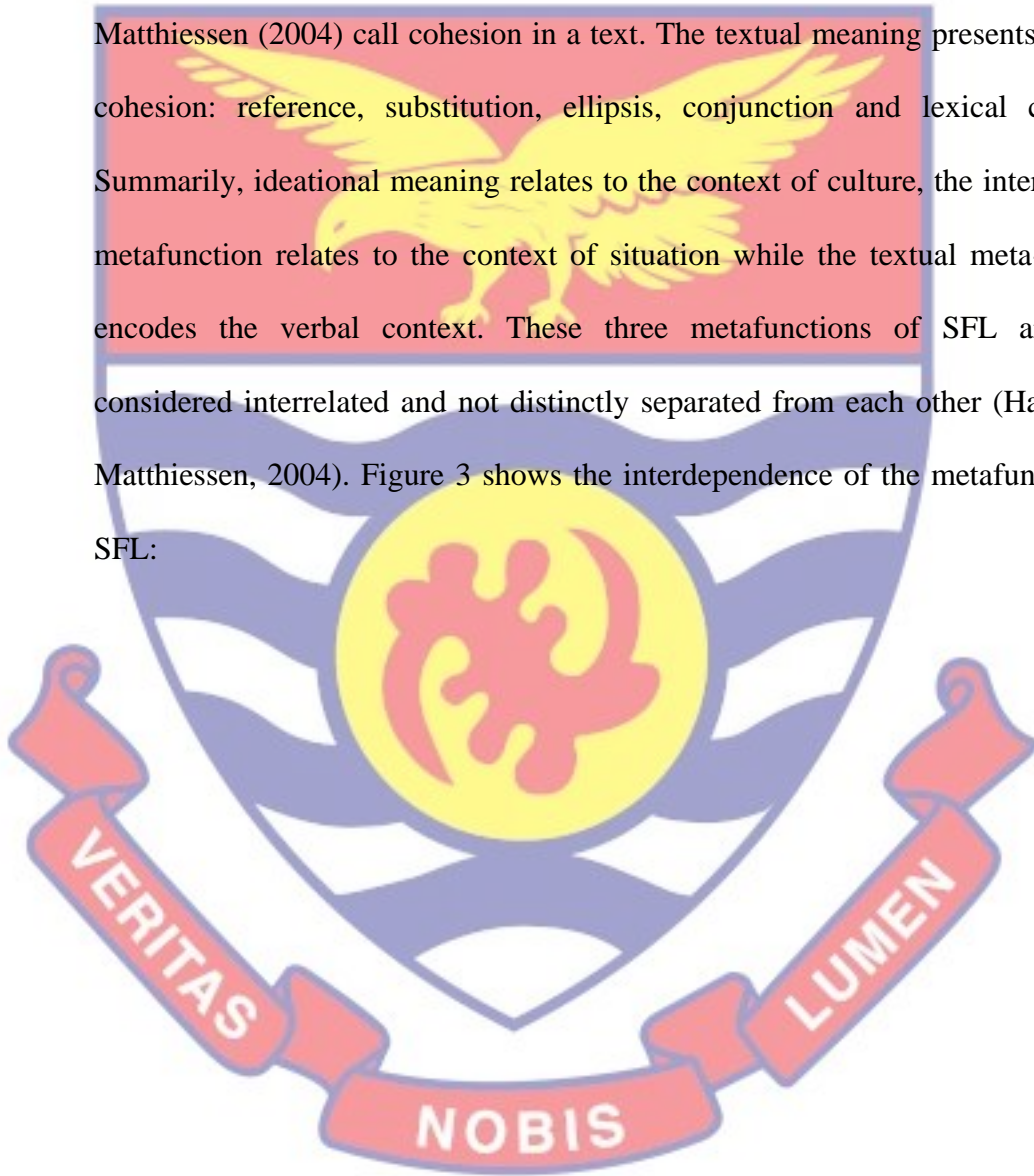 Matthiessen (2004) call cohesion in a text. The textual meaning presents
cohesion: reference, substitution, ellipsis, conjunction and lexical c
Summarily, ideational meaning relates to the context of culture, the inter
metafunction relates to the context of situation while the textual meta
encodes the verbal context. These three metafunctions of SFL a
considered interrelated and not distinctly separated from each other (Ha
Matthiessen, 2004). Figure 3 shows the interdependence of the metafun
SFL:
VERITAS
NOBIS
LUMEN